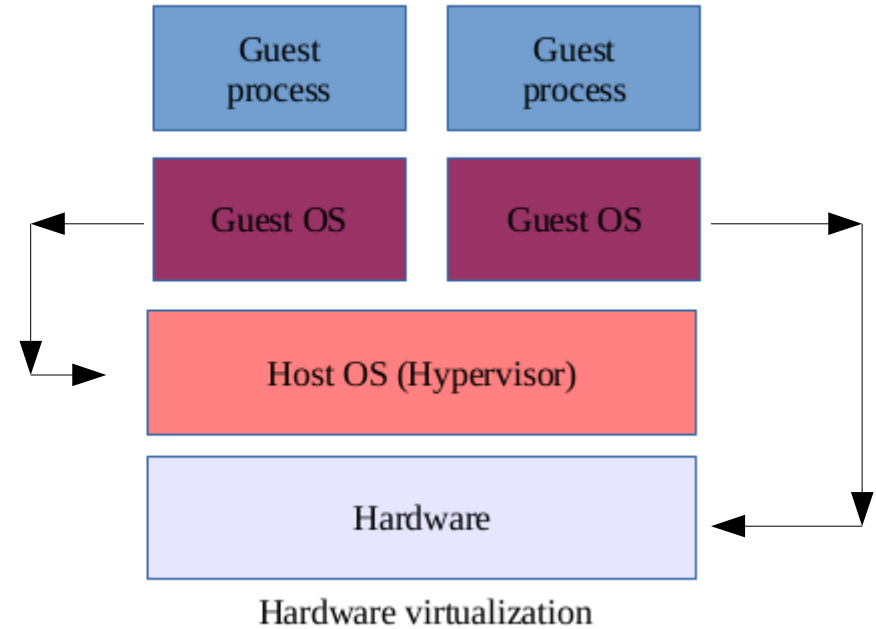 Guest
process
Guest
process
Guest OS
Guest OS
Host OS (Hypervisor)
Hardware
Hardware virtualization